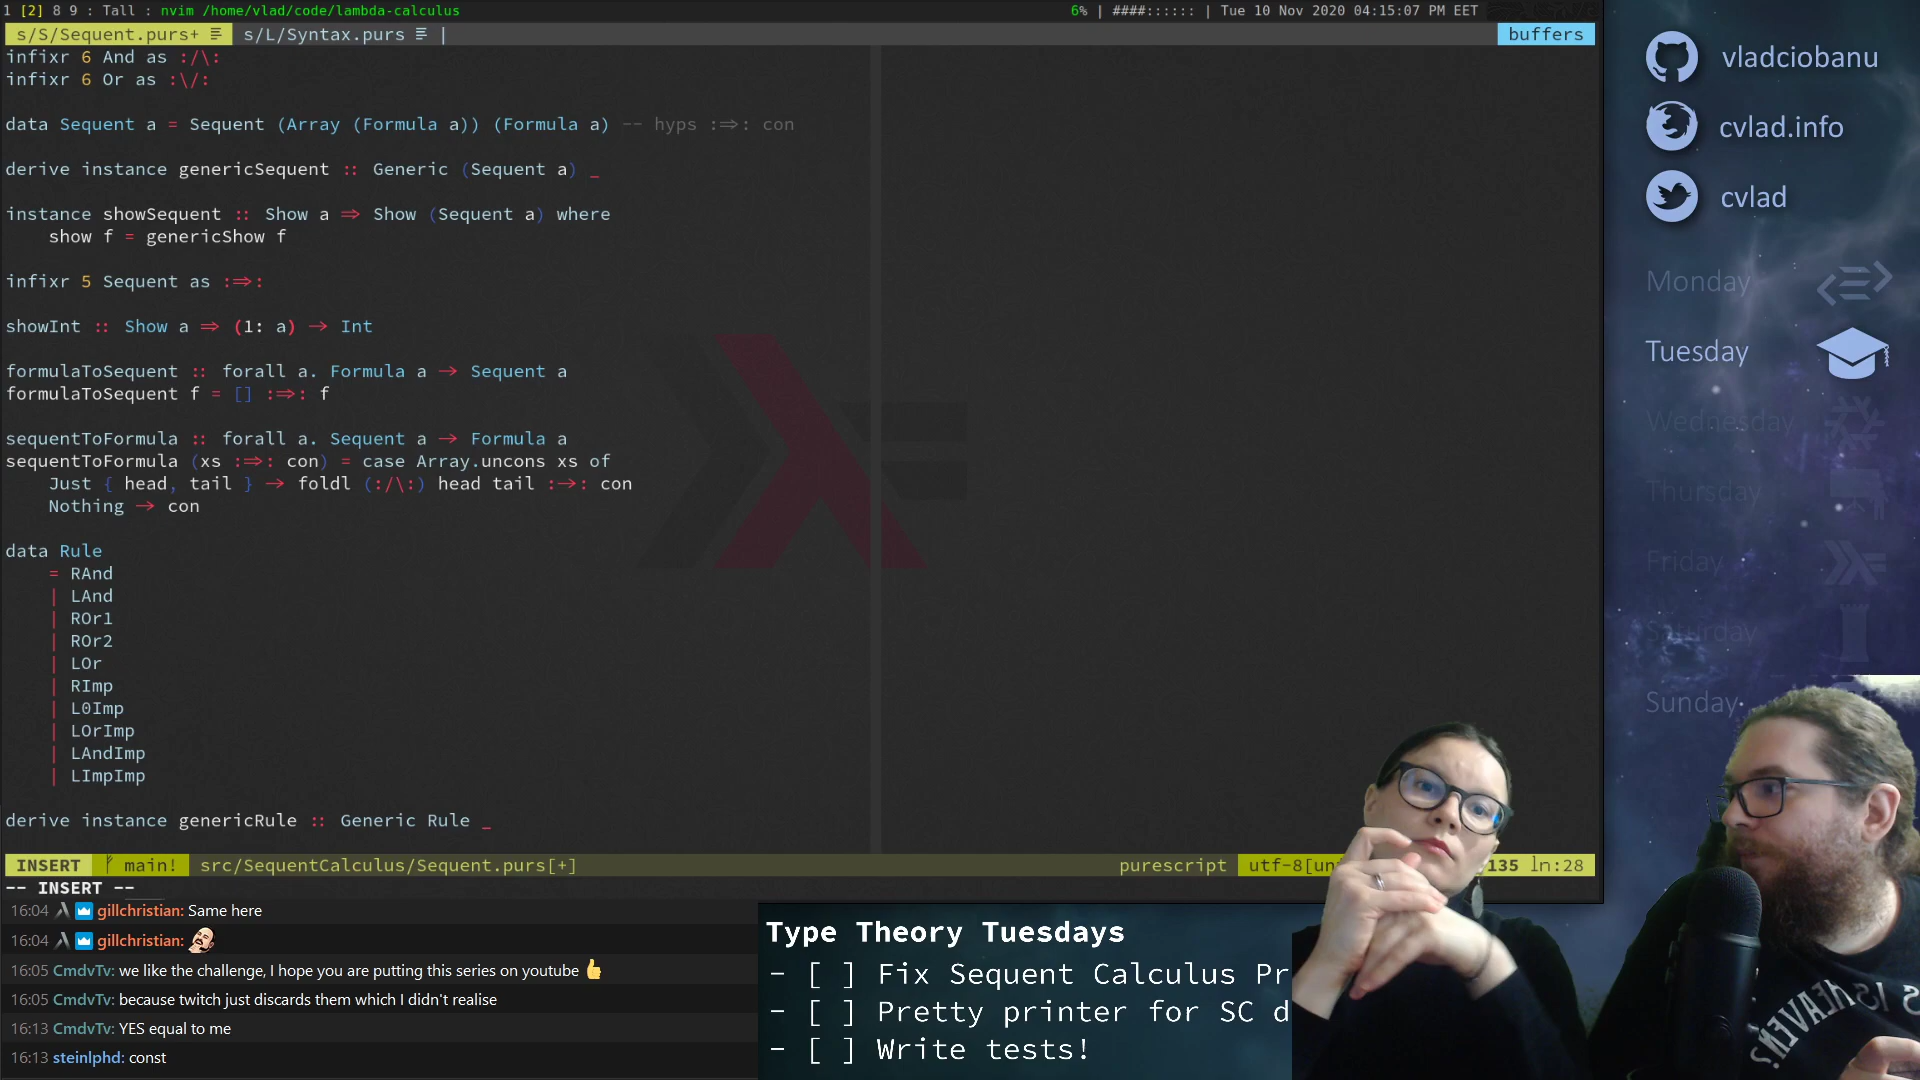 1 [2] 8 9 : Tall : nvim /home/vlad/code/lambda-calculus
6% | ####:::::: | Tue 10 Nov 2020 04:15:07 PM EET
s/S/Sequent.purs+ s/L/Syntax.purs |
buffers
infixr 6 And as :/\:
infixr 6 Or as :\/:
data Sequent a = Sequent (Array (Formula a)) (Formula a) -- hyps :⇒: con
derive instance genericSequent :: Generic (Sequent a) _
instance showSequent :: Show a ⇒ Show (Sequent a) where
show f = genericShow f
infixr 5 Sequent as :⇒:
showInt :: Show a ⇒ (1: a) → Int
formulaToSequent :: forall a. Formula a → Sequent a
formulaToSequent f = [] :⇒: f
sequentToFormula :: forall a. Sequent a → Formula a
sequentToFormula (xs :⇒: con) = case Array.uncons xs of
Just { head, tail } → foldl (:/\:) head tail :→: con
Nothing → con
data Rule
= RAnd
| LAnd
| ROr1
| ROr2
| LOr
| RImp
| L0Imp
| LOrImp
| LAndImp
| LImpImp
derive instance genericRule :: Generic Rule _
INSERT main! src/SequentCalculus/Sequent.purs[+]
purescript utf-8[un 135 ln:28
-- INSERT --
16:04 gillchristian: Same here
16:04 gillchristian:
16:05 CmdvTv: we like the challenge, I hope you are putting this series on youtube 👍
16:05 CmdvTv: because twitch just discards them which I didn't realise
16:13 CmdvTv: YES equal to me
16:13 steinlphd: const
Type Theory Tuesdays
- [ ] Fix Sequent Calculus Pr
- [ ] Pretty printer for SC d
- [ ] Write tests!
vladciobanu
cvlad.info
cvlad
Monday
Tuesday
Wednesday
Thursday
Friday
Saturday
Sunday